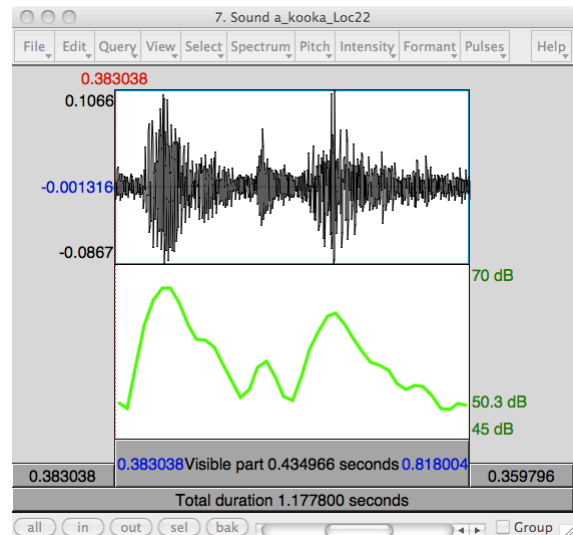 7. Sound a_kooka_Loc22
File Edit Query View Select Spectrum Pitch Intensity Formant Pulses Help
0.383038
0.1066
-0.001316
-0.0867
70 dB
50.3 dB
45 dB
0.383038 Visible part 0.434966 seconds 0.818004
0.383038 0.359796
Total duration 1.177800 seconds
all in out sel bak Group